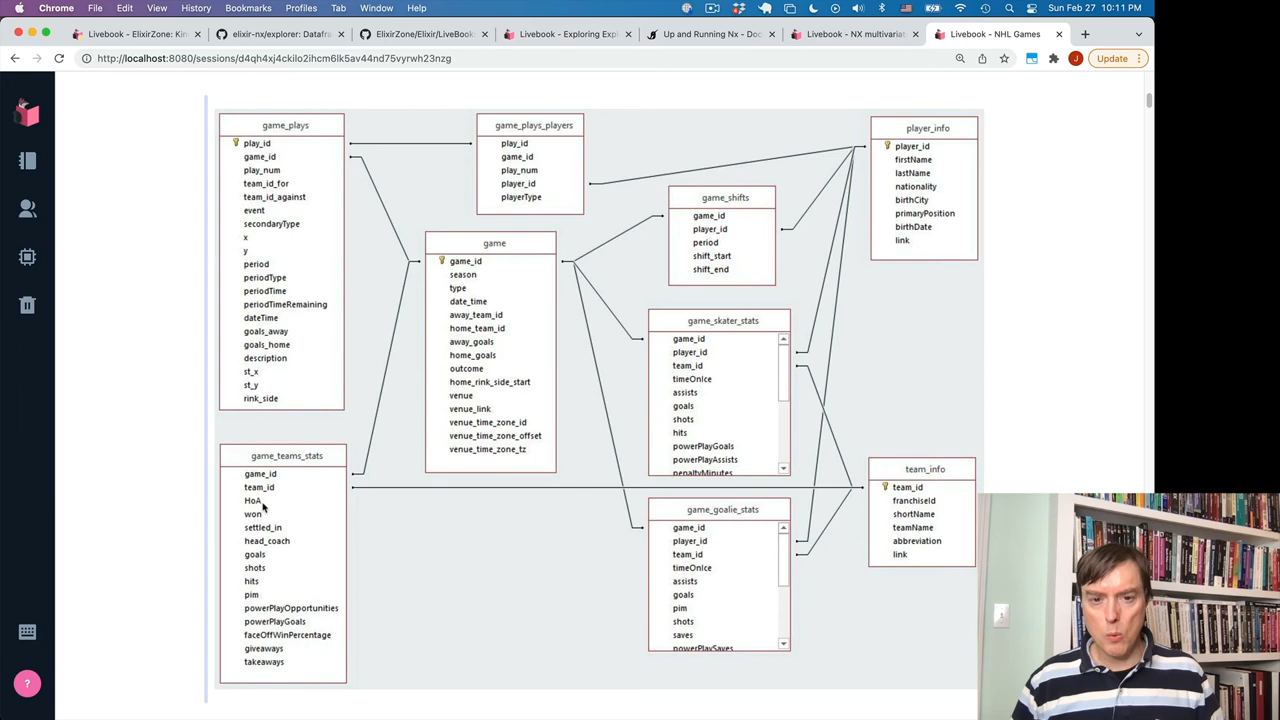 Chrome File Edit View History Bookmarks Profiles Tab Window Help
Sun Feb 27 10:11 PM
Livebook - ElixirZone: Kin
elixir-nx/explorer: Datafra
ElixirZone/Elixir/LiveBook
Livebook - Exploring Expl
Up and Running Nx - Doc
Livebook - NX multivariat
Livebook - NHL Games
http://localhost:8080/sessions/d4qh4xj4ckilo2ihcm6lk5av44nd75vyrwh23izg
J
Update
game_plays
play_id
game_id
play_num
team_id_for
team_id_against
event
secondaryType
x
y
period
periodType
periodTime
periodTimeRemaining
dateTime
goals_away
goals_home
description
st_x
st_y
rink_side
game_plays_players
play_id
game_id
play_num
player_id
playerType
player_info
player_id
firstName
lastName
nationality
birthCity
primaryPosition
birthDate
link
game_shifts
game_id
player_id
period
shift_start
shift_end
game
game_id
season
type
date_time
away_team_id
home_team_id
away_goals
home_goals
outcome
home_rink_side_start
venue
venue_link
venue_time_zone_id
venue_time_zone_offset
venue_time_zone_tz
game_skater_stats
game_id
player_id
team_id
timeOnIce
assists
goals
shots
hits
powerPlayGoals
powerPlayAssists
penaltyMinutes
game_teams_stats
game_id
team_id
HoA
won
settled_in
head_coach
goals
shots
hits
pim
powerPlayOpportunities
powerPlayGoals
faceOffWinPercentage
giveaways
takeaways
game_goalie_stats
game_id
player_id
team_id
timeOnIce
assists
goals
pim
shots
saves
powerPlaySaves
team_info
team_id
franchiseId
shortName
teamName
abbreviation
link
?